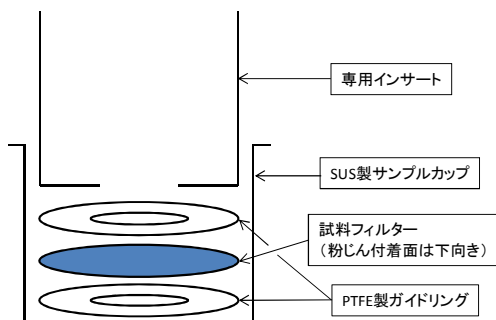 専用インサート
SUS製サンプルカップ
試料フィルター
（粉じん付着面は下向き）
PTFE製ガイドリング